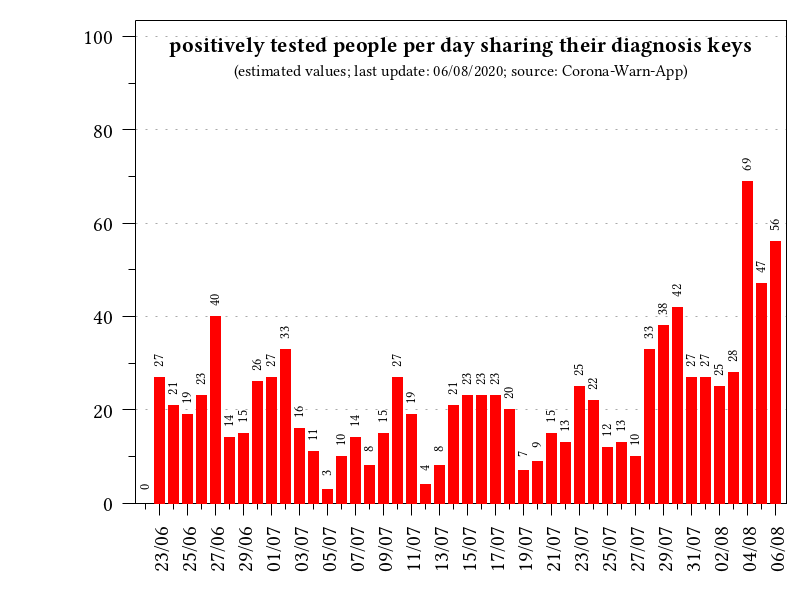 positively tested people per day sharing their diagnosis keys
(estimated values; last update: 06/08/2020; source: Corona-Warn-App)
100
80
60
40
20
0
0 27 21 19 23 40 14 15 26 27 33 16 11 3 10 14 8 15 27 19 4 8 21 23 23 23 20 7 9 15 13 25 22 12 13 10 33 38 42 27 27 25 28 69 47 56
23/06 25/06 27/06 29/06 01/07 03/07 05/07 07/07 09/07 11/07 13/07 15/07 17/07 19/07 21/07 23/07 25/07 27/07 29/07 31/07 02/08 04/08 06/08